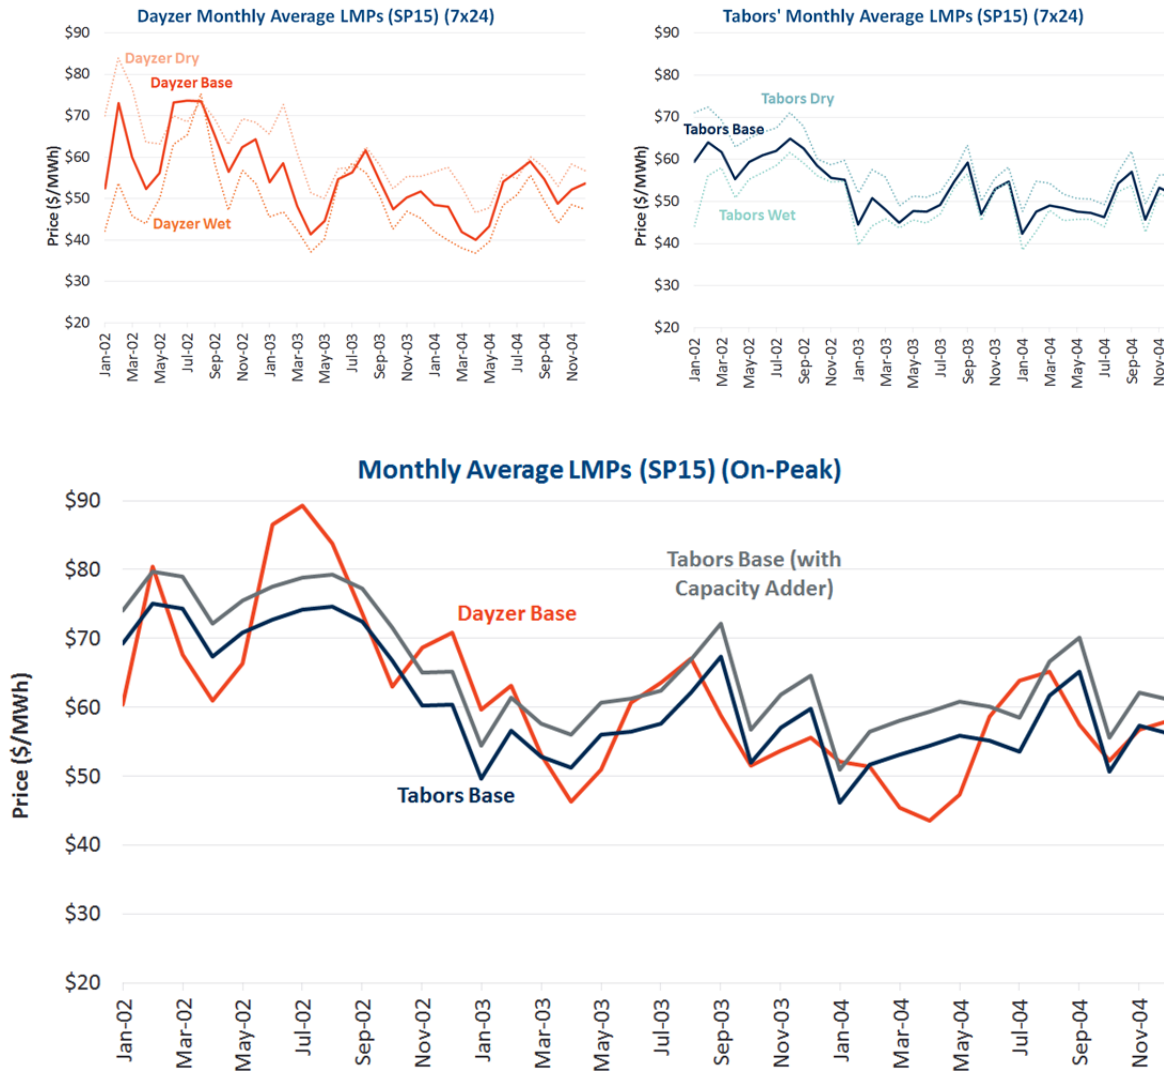 Dayzer Monthly Average LMPs (SP15) (7x24)
$90
$80
$70
$60
$50
$40
$30
$20
Price ($/MWh)
Dayzer Dry
Dayzer Base
Dayzer Wet
Jan-02
Mar-02
May-02
Jul-02
Sep-02
Nov-02
Jan-03
Mar-03
May-03
Jul-03
Sep-03
Nov-03
Jan-04
Mar-04
May-04
Jul-04
Sep-04
Nov-04
Tabors' Monthly Average LMPs (SP15) (7x24)
$90
$80
$70
$60
$50
$40
$30
$20
Price ($/MWh)
Tabors Dry
Tabors Base
Tabors Wet
Jan-02
Mar-02
May-02
Jul-02
Sep-02
Nov-02
Jan-03
Mar-03
May-03
Jul-03
Sep-03
Nov-03
Jan-04
Mar-04
May-04
Jul-04
Sep-04
Nov-04
Monthly Average LMPs (SP15) (On-Peak)
$90
$80
$70
$60
$50
$40
$30
$20
Price ($/MWh)
Tabors Base (with
Capacity Adder)
Dayzer Base
Tabors Base
Jan-02
Mar-02
May-02
Jul-02
Sep-02
Nov-02
Jan-03
Mar-03
May-03
Jul-03
Sep-03
Nov-03
Jan-04
Mar-04
May-04
Jul-04
Sep-04
Nov-04